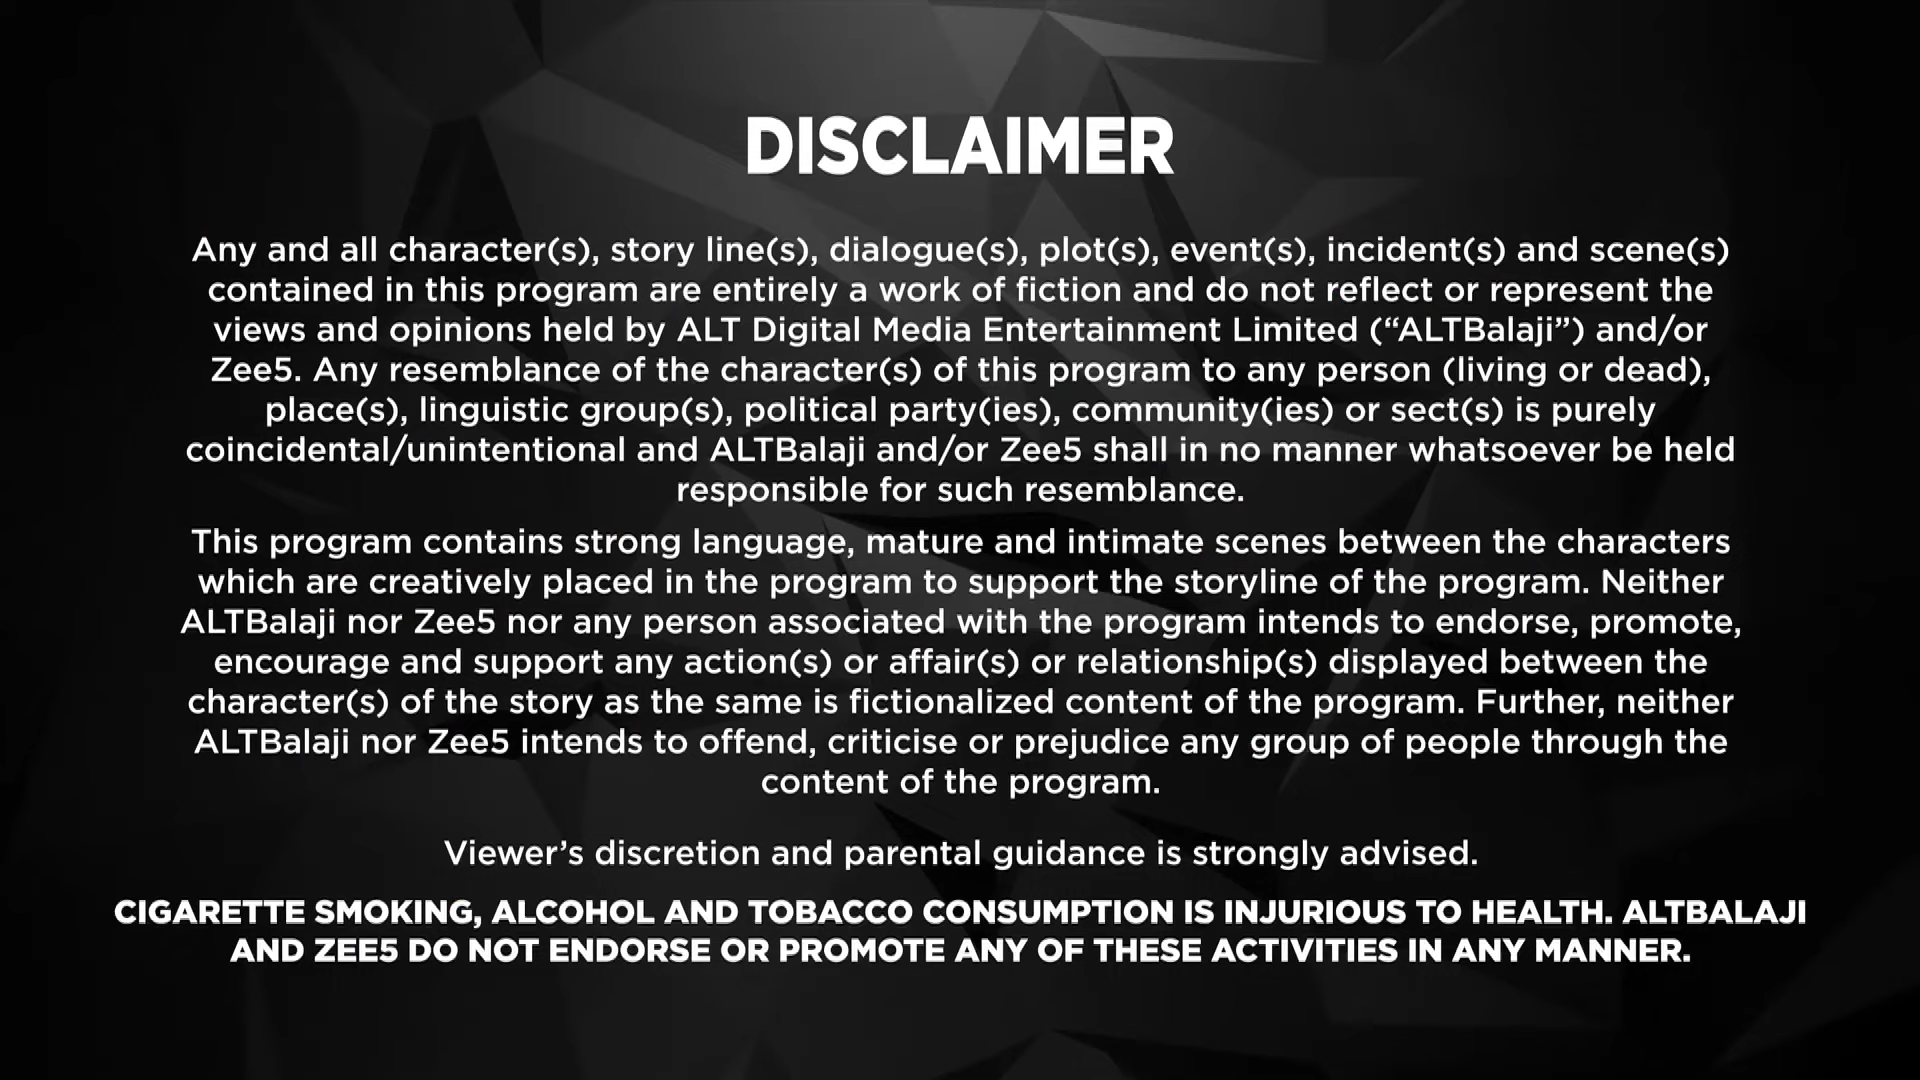 DISCLAIMER
Any and all character(s), story line(s), dialogue(s), plot(s), event(s), incident(s) and scene(s)
contained in this program are entirely a work of fiction and do not reflect or represent the
views and opinions held by ALT Digital Media Entertainment Limited (“ALTBalaji”) and/or
Zee5. Any resemblance of the character(s) of this program to any person (living or dead),
place(s), linguistic group(s), political party(ies), community(ies) or sect(s) is purely
coincidental/unintentional and ALTBalaji and/or Zee5 shall in no manner whatsoever be held
responsible for such resemblance.
This program contains strong language, mature and intimate scenes between the characters
which are creatively placed in the program to support the storyline of the program. Neither
ALTBalaji nor Zee5 nor any person associated with the program intends to endorse, promote,
encourage and support any action(s) or affair(s) or relationship(s) displayed between the
character(s) of the story as the same is fictionalized content of the program. Further, neither
ALTBalaji nor Zee5 intends to offend, criticise or prejudice any group of people through the
content of the program.
Viewer’s discretion and parental guidance is strongly advised.
CIGARETTE SMOKING, ALCOHOL AND TOBACCO CONSUMPTION IS INJURIOUS TO HEALTH. ALTBALAJI
AND ZEE5 DO NOT ENDORSE OR PROMOTE ANY OF THESE ACTIVITIES IN ANY MANNER.